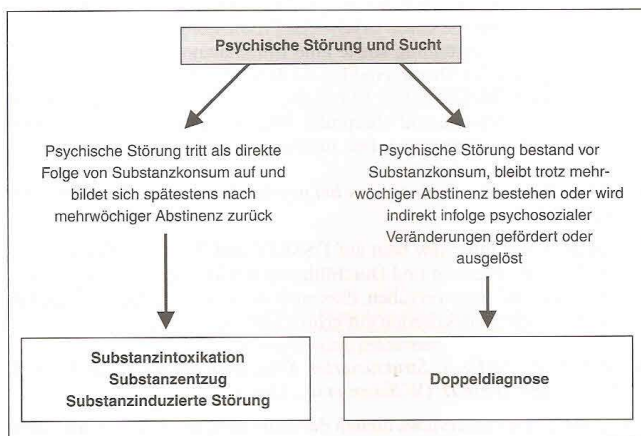 Psychische Störung und Sucht
Psychische Störung tritt als direkte
Folge von Substanzkonsum auf und
bildet sich spätestens nach
mehrwöchiger Abstinenz zurück
Psychische Störung bestand vor
Substanzkonsum, bleibt trotz mehr-
wöchiger Abstinenz bestehen oder wird
indirekt infolge psychosozialer
Veränderungen gefördert oder
ausgelöst
Substanzintoxikation
Substanzentzug
Substanzinduzierte Störung
Doppeldiagnose